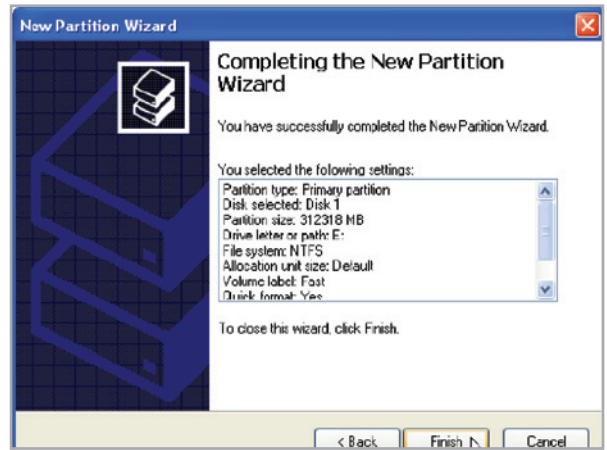 New Partition Wizard
Completing the New Partition
Wizard
You have successfully completed the New Partition Wizard.
You selected the following settings:
Partition type: Primary partition
Disk selected: Disk 1
Partition size: 312318 MB
Drive letter or path: E:
File system: NTFS
Allocation unit size: Default
Volume label: Fast
Quick format: Yes
To close this wizard, click Finish.
< Back
Finish
Cancel